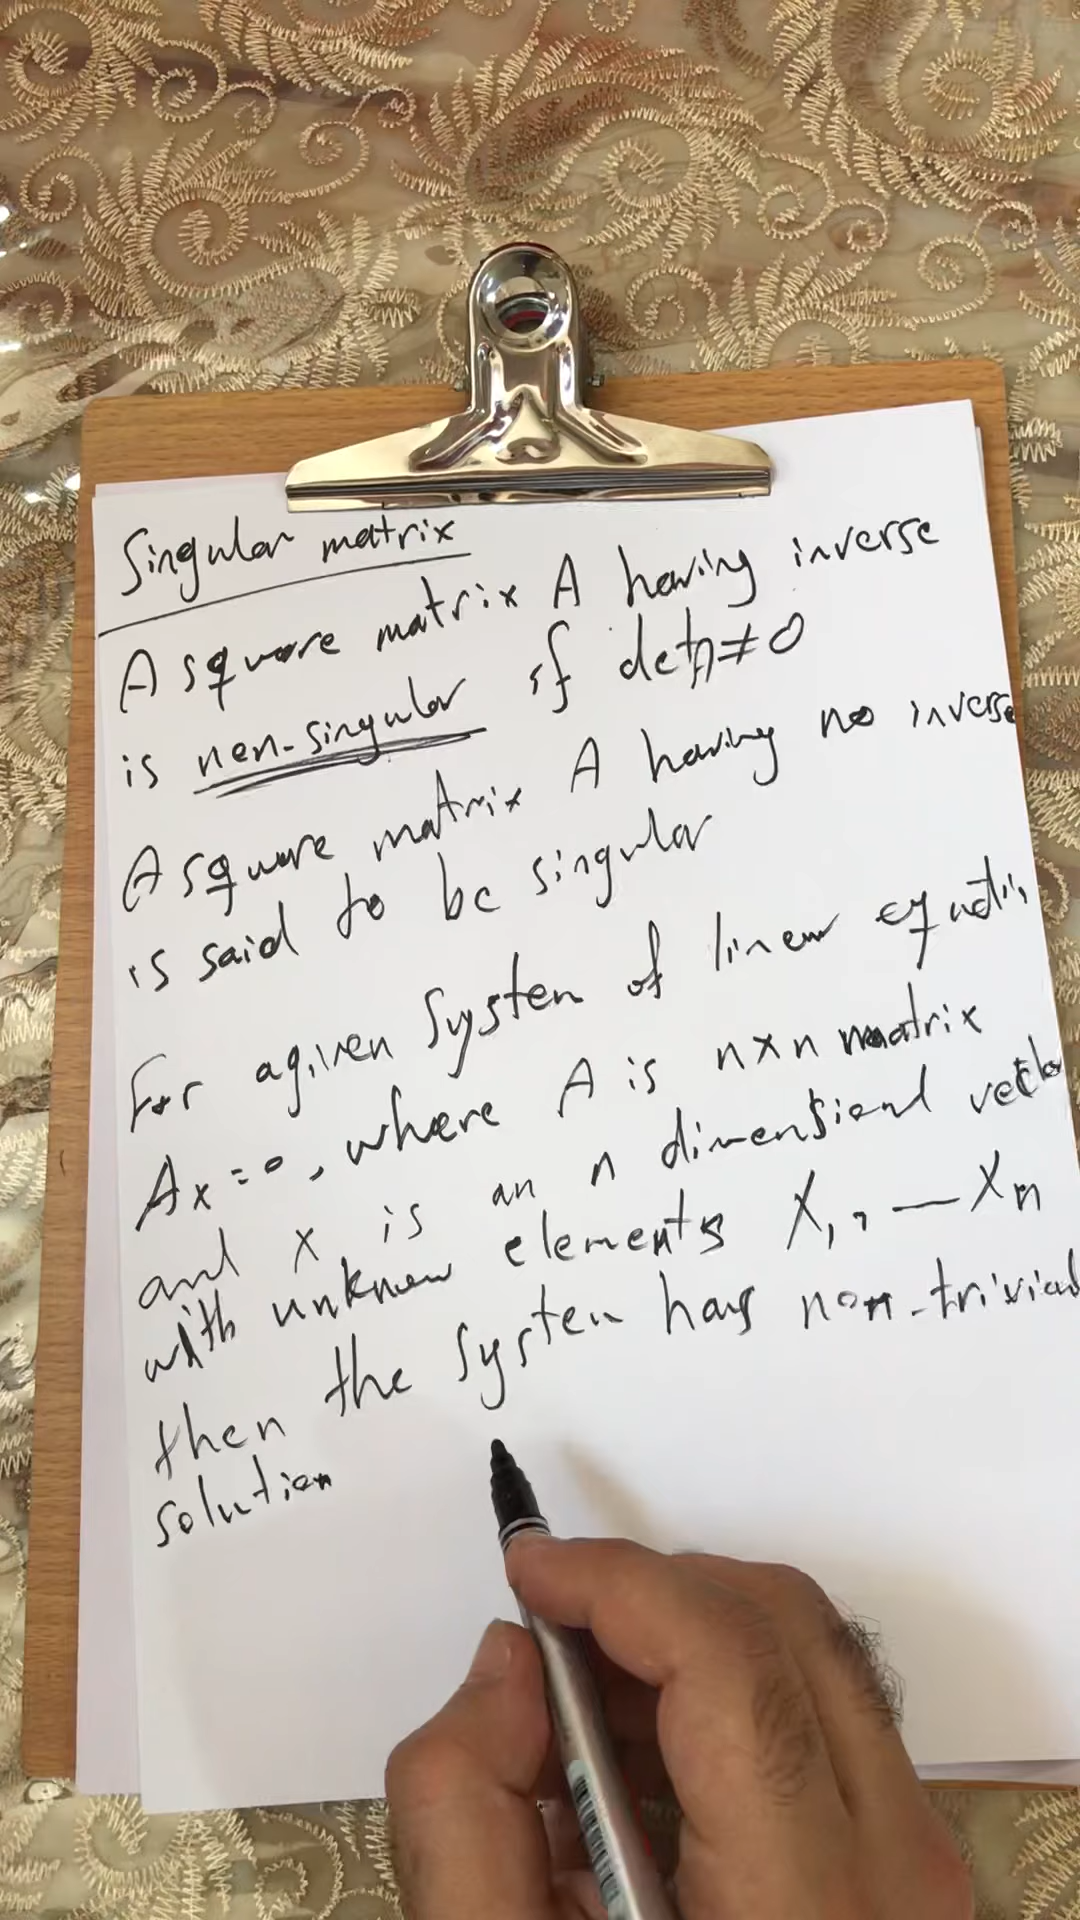 Singular matrix
A square matrix A having inverse
is non-singular if detA≠0
A square matrix A having no inverse
is said to be singular
For a given system of linear equation
Ax=0, where A is n×n matrix
and x is an n dimensional vector
with unknow elements X₁, — Xn
then the system has non-trivial
solution